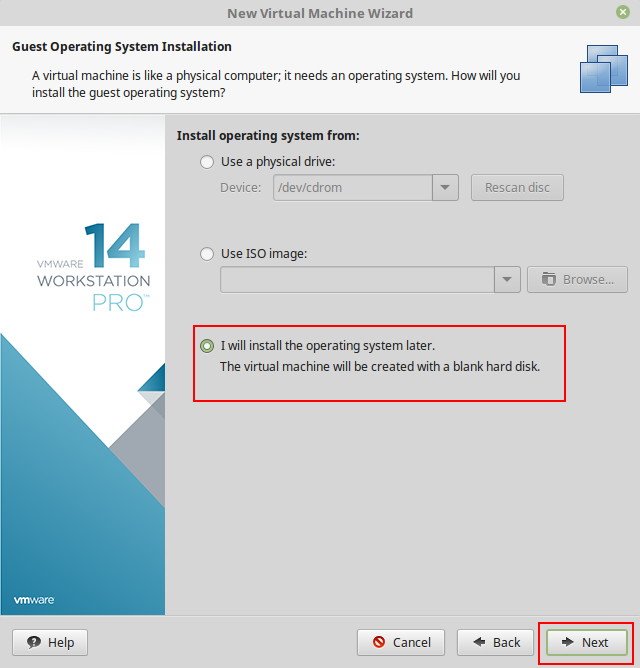 New Virtual Machine Wizard
Guest Operating System Installation
A virtual machine is like a physical computer; it needs an operating system. How will you
install the guest operating system?
Install operating system from:
Use a physical drive:
Device: /dev/cdrom Rescan disc
Use ISO image:
Browse...
I will install the operating system later.
The virtual machine will be created with a blank hard disk.
VMWARE 14
WORKSTATION
PRO™
vmware
Help Cancel Back Next